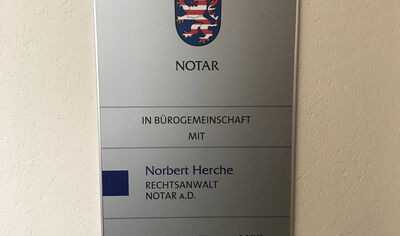 NOTAR
IN BÜROGEMEINSCHAFT
MIT
Norbert Herche
RECHTSANWALT
NOTAR a.D.